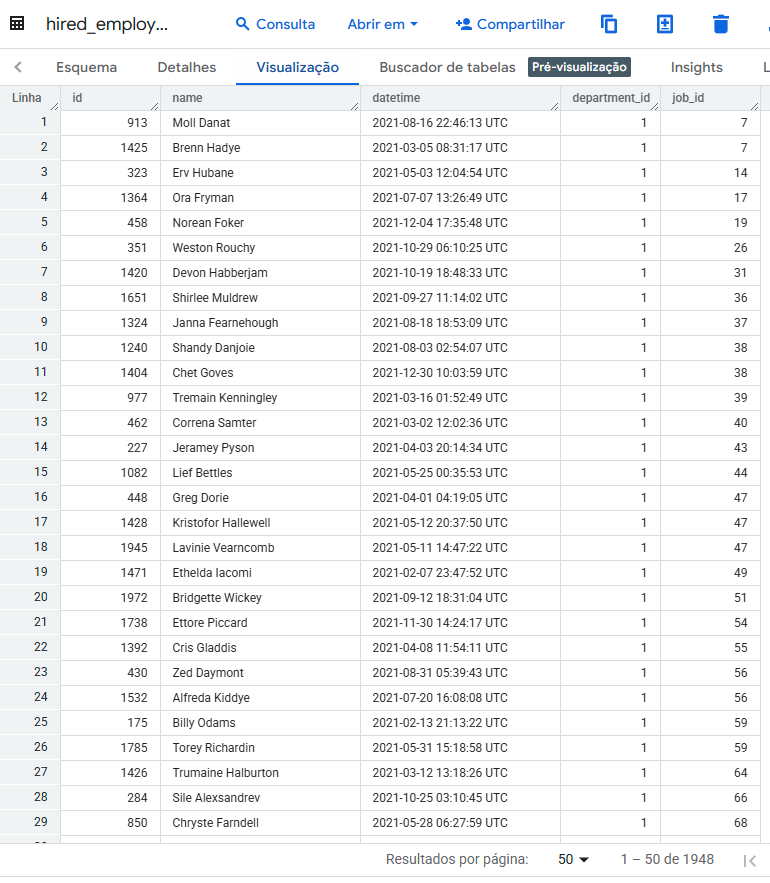 hired_employ... Consulta Abrir em Compartilhar
Esquema Detalhes Visualização Buscador de tabelas Pré-visualização Insights L
Linha id name datetime department_id job_id
1 913 Moll Danat 2021-08-16 22:46:13 UTC 1 7
2 1425 Brenn Hadye 2021-03-05 08:31:17 UTC 1 7
3 323 Erv Hubane 2021-05-03 12:04:54 UTC 1 14
4 1364 Ora Fryman 2021-07-07 13:26:49 UTC 1 17
5 458 Norean Foker 2021-12-04 17:35:48 UTC 1 19
6 351 Weston Rouchy 2021-10-29 06:10:25 UTC 1 26
7 1420 Devon Habberjam 2021-10-19 18:48:33 UTC 1 31
8 1651 Shirlee Muldrew 2021-09-27 11:14:02 UTC 1 36
9 1324 Janna Fearnehough 2021-08-18 18:53:09 UTC 1 37
10 1240 Shandy Danjoie 2021-08-03 02:54:07 UTC 1 38
11 1404 Chet Goves 2021-12-30 10:03:59 UTC 1 38
12 977 Tremain Kenningley 2021-03-16 01:52:49 UTC 1 39
13 462 Correna Samter 2021-03-02 12:02:36 UTC 1 40
14 227 Jeramey Pyson 2021-04-03 20:14:34 UTC 1 43
15 1082 Lief Bettles 2021-05-25 00:35:53 UTC 1 44
16 448 Greg Dorie 2021-04-01 04:19:05 UTC 1 47
17 1428 Kristofor Hallewell 2021-05-12 20:37:50 UTC 1 47
18 1945 Lavinie Vearncomb 2021-05-11 14:47:22 UTC 1 47
19 1471 Ethelda Iacomi 2021-02-07 23:47:52 UTC 1 49
20 1972 Bridgette Wickey 2021-09-12 18:31:04 UTC 1 51
21 1738 Ettore Piccard 2021-11-30 14:24:17 UTC 1 54
22 1392 Cris Gladdis 2021-04-08 11:54:11 UTC 1 55
23 430 Zed Daymont 2021-08-31 05:39:43 UTC 1 56
24 1532 Alfreda Kiddye 2021-07-20 16:08:08 UTC 1 56
25 175 Billy Odams 2021-02-13 21:13:22 UTC 1 59
26 1785 Torey Richardin 2021-05-31 15:18:58 UTC 1 59
27 1426 Trumaine Halburton 2021-03-12 13:18:26 UTC 1 64
28 284 Sile Alexsandrev 2021-10-25 03:10:45 UTC 1 66
29 850 Chryste Farndell 2021-05-28 06:27:59 UTC 1 68
Resultados por página: 50 1 – 50 de 1948